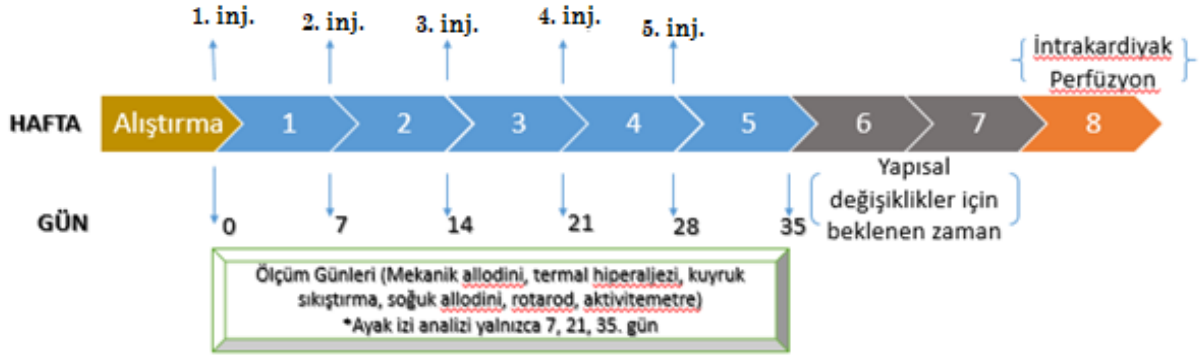 1. inj.
2. inj.
3. inj.
4. inj.
5. inj.
İntrakardiyak
Perfüzyon
HAFTA
Alıştırma
1
2
3
4
5
6
7
8
Yapısal
değişiklikler için
beklenen zaman
GÜN
0
7
14
21
28
35
Ölçüm Günleri (Mekanik allodini, termal hiperaljezi, kuyruk
sıkıştırma, soğuk allodini, rotarod, aktivitemetre)
*Ayak izi analizi yalnızca 7, 21, 35. gün